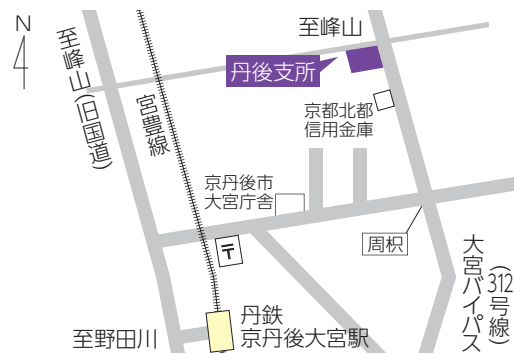 N
至峰山
至峰山(旧国道)
丹後支所
宮豊線
京都北都
信用金庫
京丹後市
大宮庁舎
〒
周枳
大宮バイパス
(312号線)
丹鉄
京丹後大宮駅
至野田川